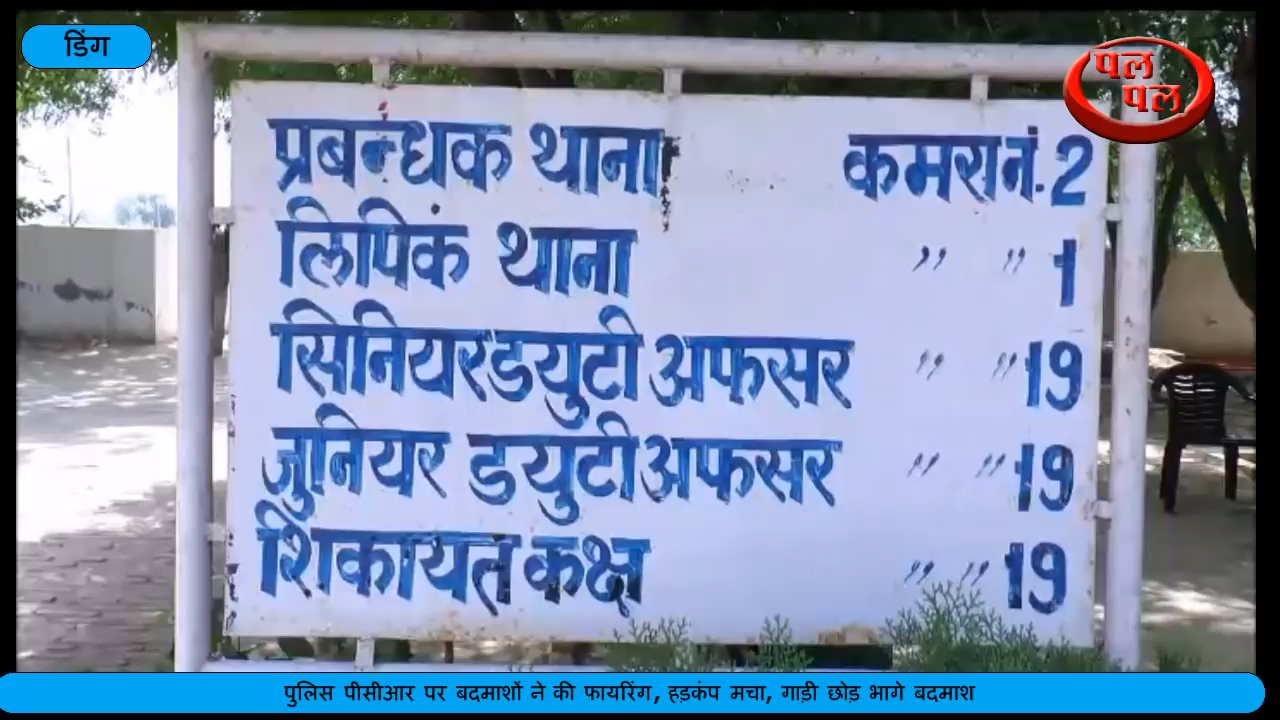 डिंग
पल
पल
प्रबन्धक थाना कमरा नं. 2
लिपिकं थाना " " 1
सिनियर डयुटी अफसर " " 19
जुनियर डयुटी अफसर " " 19
शिकायत कक्ष " " 19
पुलिस पीसीआर पर बदमाशों ने की फायरिंग, हड़कंप मचा, गाड़ी छोड़ भागे बदमाश